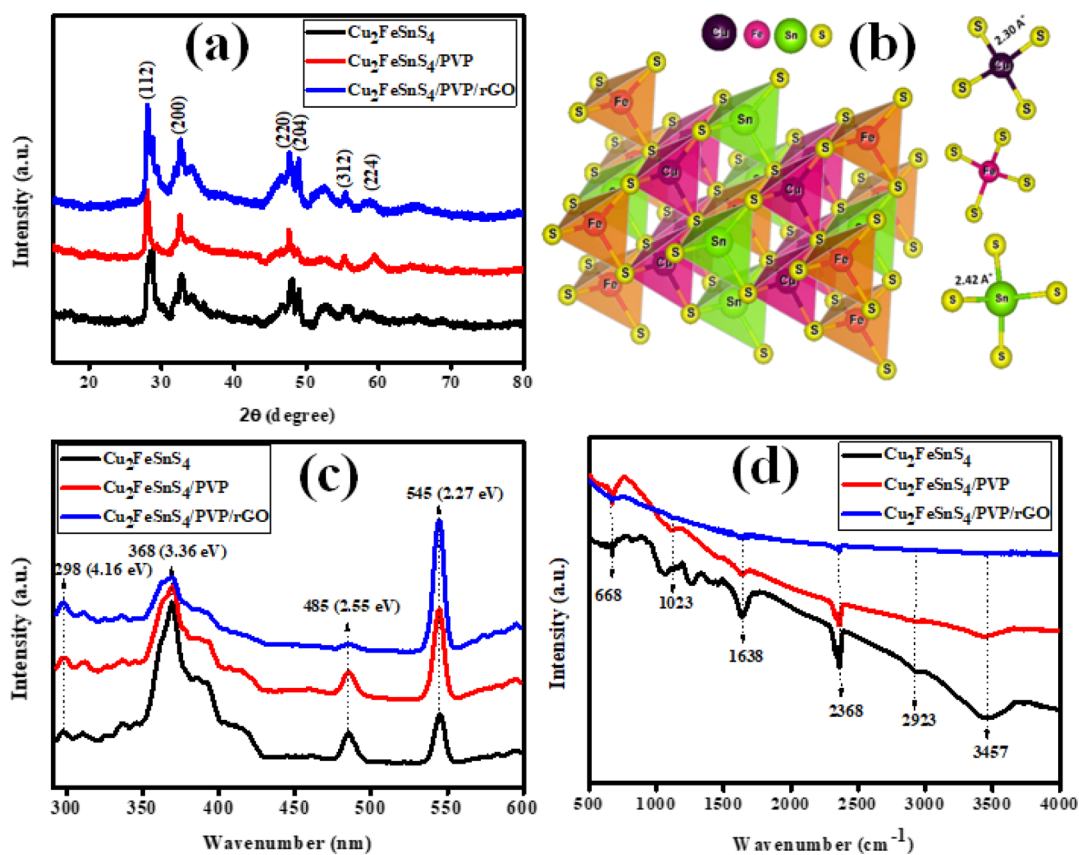 (a)
Cu₂FeSnS₄
Cu₂FeSnS₄/PVP
Cu₂FeSnS₄/PVP/rGO
(112)
(200)
(220)
(204)
(312)
(224)
Intensity (a.u.)
20 30 40 50 60 70 80
2θ (degree)
(b)
Cu Fe Sn S
S S S S
2.30 A°
Cu
Fe
S S S S
2.42 A°
Sn
S S S S
(c)
Cu₂FeSnS₄
Cu₂FeSnS₄/PVP
Cu₂FeSnS₄/PVP/rGO
545 (2.27 eV)
368 (3.36 eV)
298 (4.16 eV)
485 (2.55 eV)
Intensity (a.u.)
300 350 400 450 500 550 600
Wavenumber (nm)
(d)
Cu₂FeSnS₄
Cu₂FeSnS₄/PVP
Cu₂FeSnS₄/PVP/rGO
668
1023
1638
2368
2923
3457
Intensity (a.u.)
500 1000 1500 2000 2500 3000 3500 4000
Wavenumber (cm⁻¹)